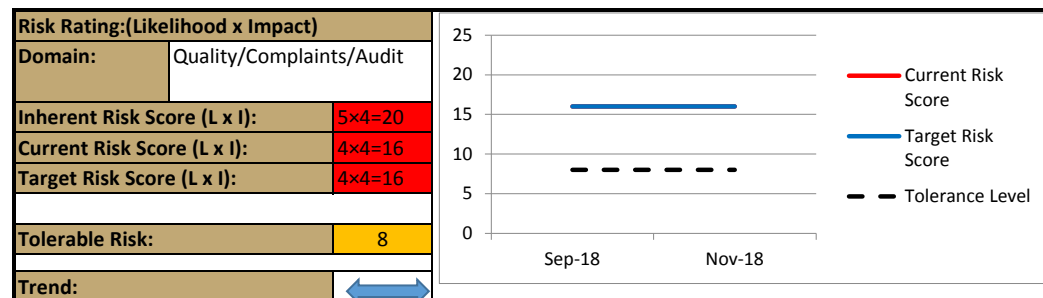 Risk Rating:(Likelihood x Impact)
Domain: Quality/Complaints/Audit
Inherent Risk Score (L x I): 5×4=20
Current Risk Score (L x I): 4×4=16
Target Risk Score (L x I): 4×4=16
Tolerable Risk: 8
Trend:
25
20
15
10
5
0
Sep-18 Nov-18
Current Risk
Score
Target Risk
Score
Tolerance Level